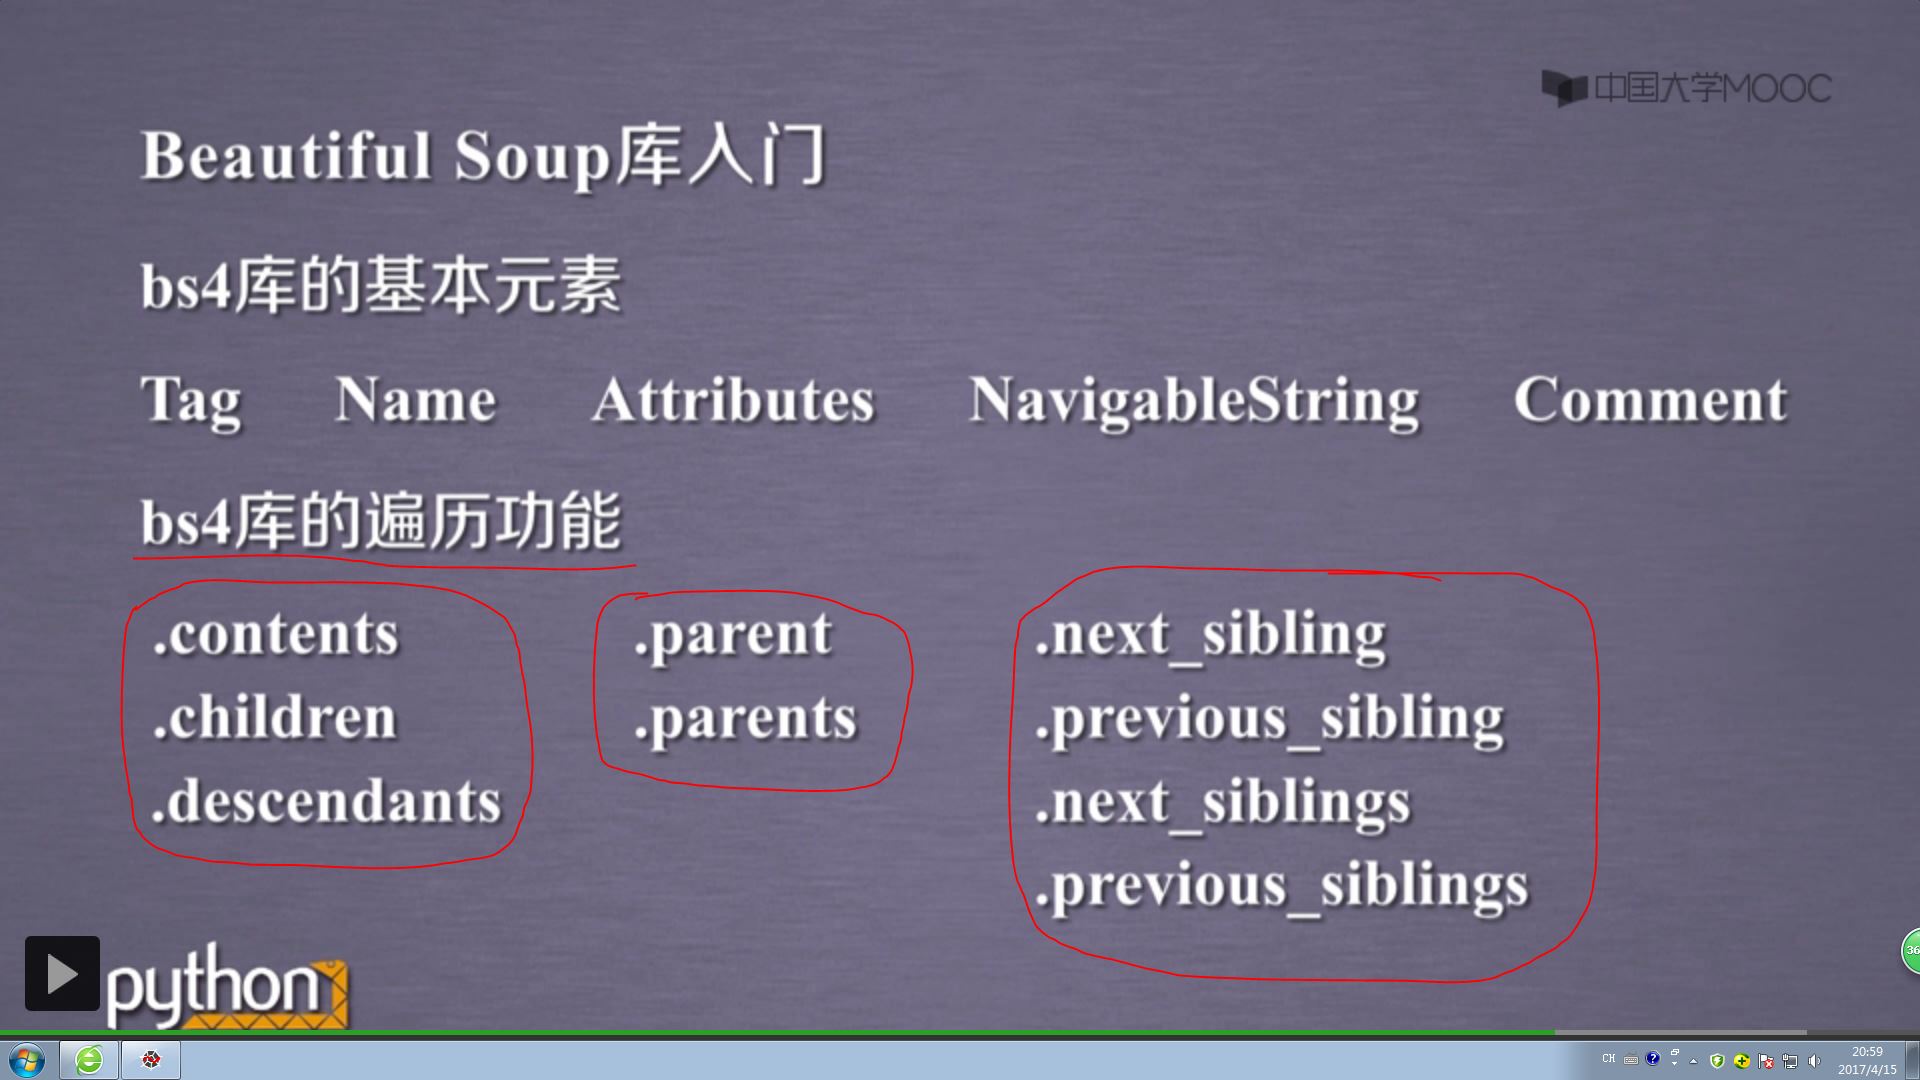 中国大学MOOC
Beautiful Soup库入门
bs4库的基本元素
Tag Name Attributes NavigableString Comment
bs4库的遍历功能
.contents .parent .next_sibling
.children .parents .previous_sibling
.descendants .next_siblings
.previous_siblings
python
36
CH
20:59
2017/4/15